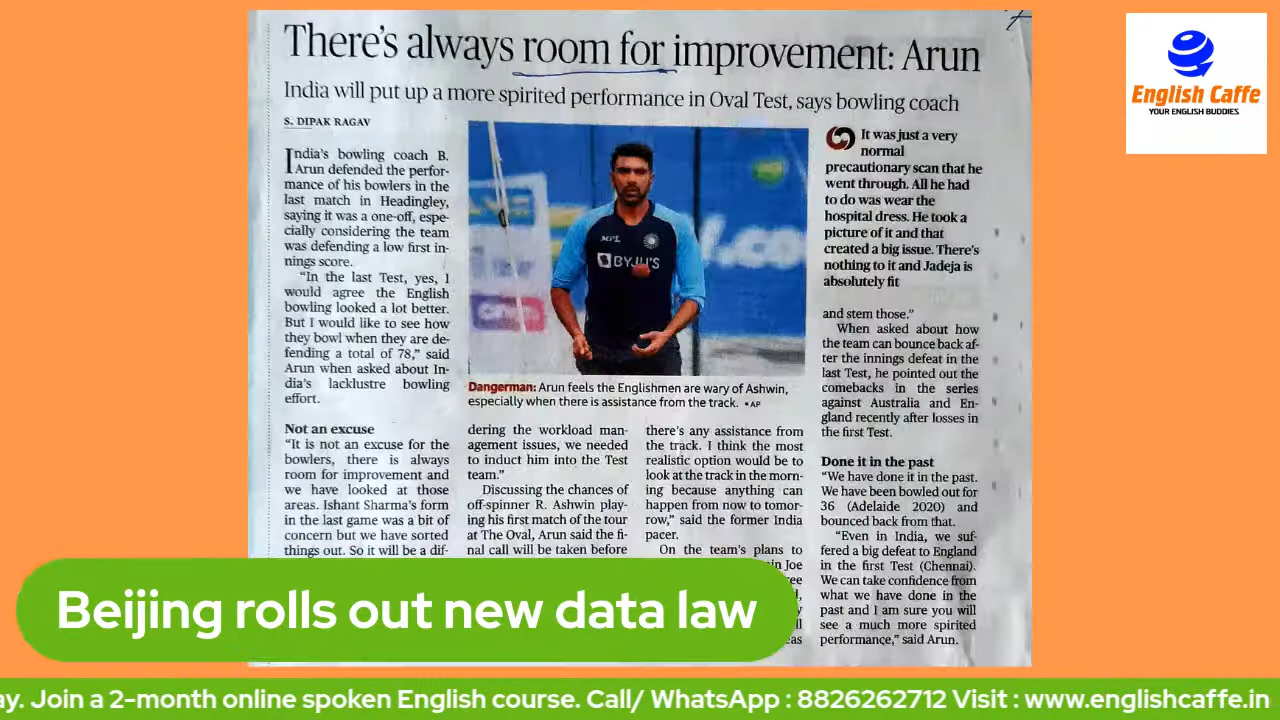 There's always room for improvement: Arun
India will put up a more spirited performance in Oval Test, says bowling coach
S. DIPAK RAGAV
India's bowling coach B.
Arun defended the perfor-
mance of his bowlers in the
last match in Headingley,
saying it was a one-off, espe-
cially considering the team
was defending a low first in-
nings score.
"In the last Test, yes, I
would agree the English
bowling looked a lot better.
But I would like to see how
they bowl when they are de-
fending a total of 78," said
Arun when asked about In-
dia's lacklustre bowling
effort.
Not an excuse
"It is not an excuse for the
bowlers, there is always
room for improvement and
we have looked at those
areas. Ishant Sharma's form
in the last game was a bit of
concern but we have sorted
things out. So it will be a dif-
MPL
BYJU'S
Dangerman: Arun feels the Englishmen are wary of Ashwin,
especially when there is assistance from the track. • AP
dering the workload man-
agement issues, we needed
to induct him into the Test
team."
Discussing the chances of
off-spinner R. Ashwin play-
ing his first match of the tour
at The Oval, Arun said the fi-
nal call will be taken before
there's any assistance from
the track. I think the most
realistic option would be to
look at the track in the morn-
ing because anything can
happen from now to tomor-
row," said the former India
pacer.
On the team's plans to
in Joe
It was just a very
normal
precautionary scan that he
went through. All he had
to do was wear the
hospital dress. He took a
picture of it and that
created a big issue. There's
nothing to it and Jadeja is
absolutely fit
and stem those."
When asked about how
the team can bounce back af-
ter the innings defeat in the
last Test, he pointed out the
comebacks in the series
against Australia and En-
gland recently after losses in
the first Test.
Done it in the past
"We have done it in the past.
We have been bowled out for
36 (Adelaide 2020) and
bounced back from that.
"Even in India, we suf-
fered a big defeat to England
in the first Test (Chennai).
We can take confidence from
what we have done in the
past and I am sure you will
see a much more spirited
performance," said Arun.
English Caffe
YOUR ENGLISH BUDDIES
Beijing rolls out new data law
ay. Join a 2-month online spoken English course. Call/ WhatsApp : 8826262712 Visit : www.englishcaffe.in